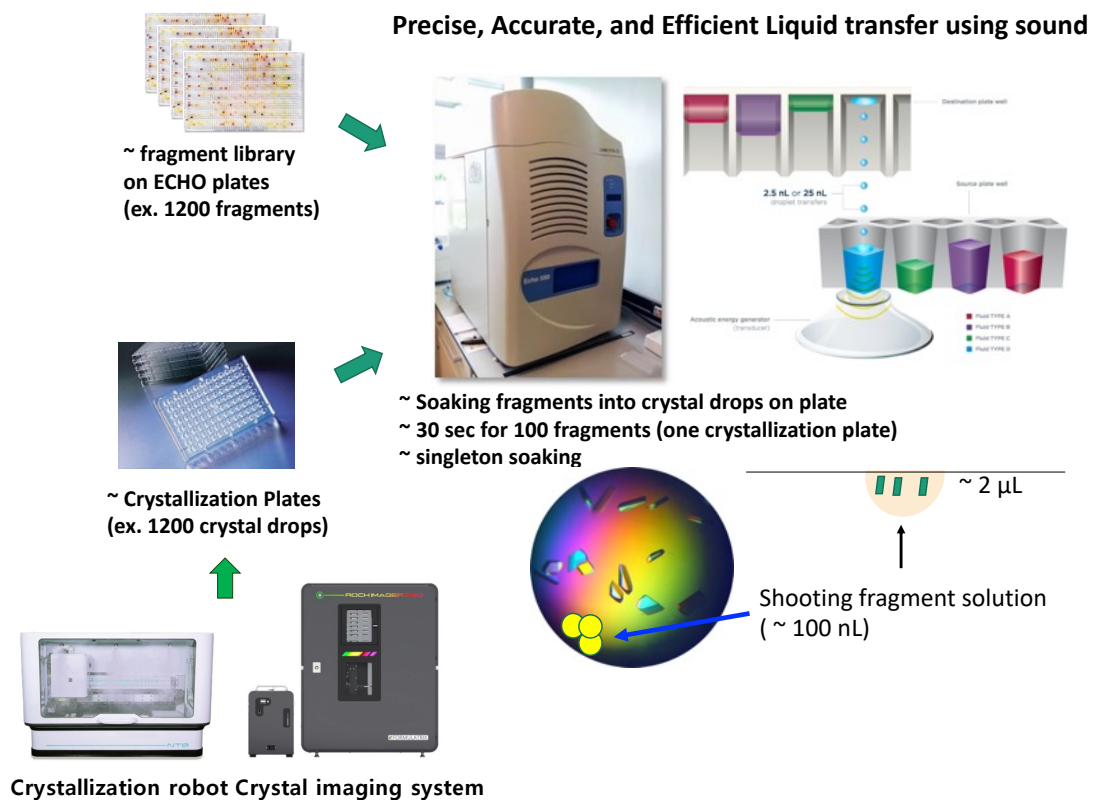 Precise, Accurate, and Efficient Liquid transfer using sound
~ fragment library
on ECHO plates
(ex. 1200 fragments)
Destination plate well
Source plate well
2.5 nL or 25 nL
droplet transfers
Acoustic energy generator
(transducer)
Fluid TYPE A
Fluid TYPE B
Fluid TYPE C
Fluid TYPE D
~ Soaking fragments into crystal drops on plate
~ 30 sec for 100 fragments (one crystallization plate)
~ singleton soaking
~ Crystallization Plates
(ex. 1200 crystal drops)
~ 2 µL
Shooting fragment solution
( ~ 100 nL)
FORMULATRIX
NT8
Crystallization robot Crystal imaging system